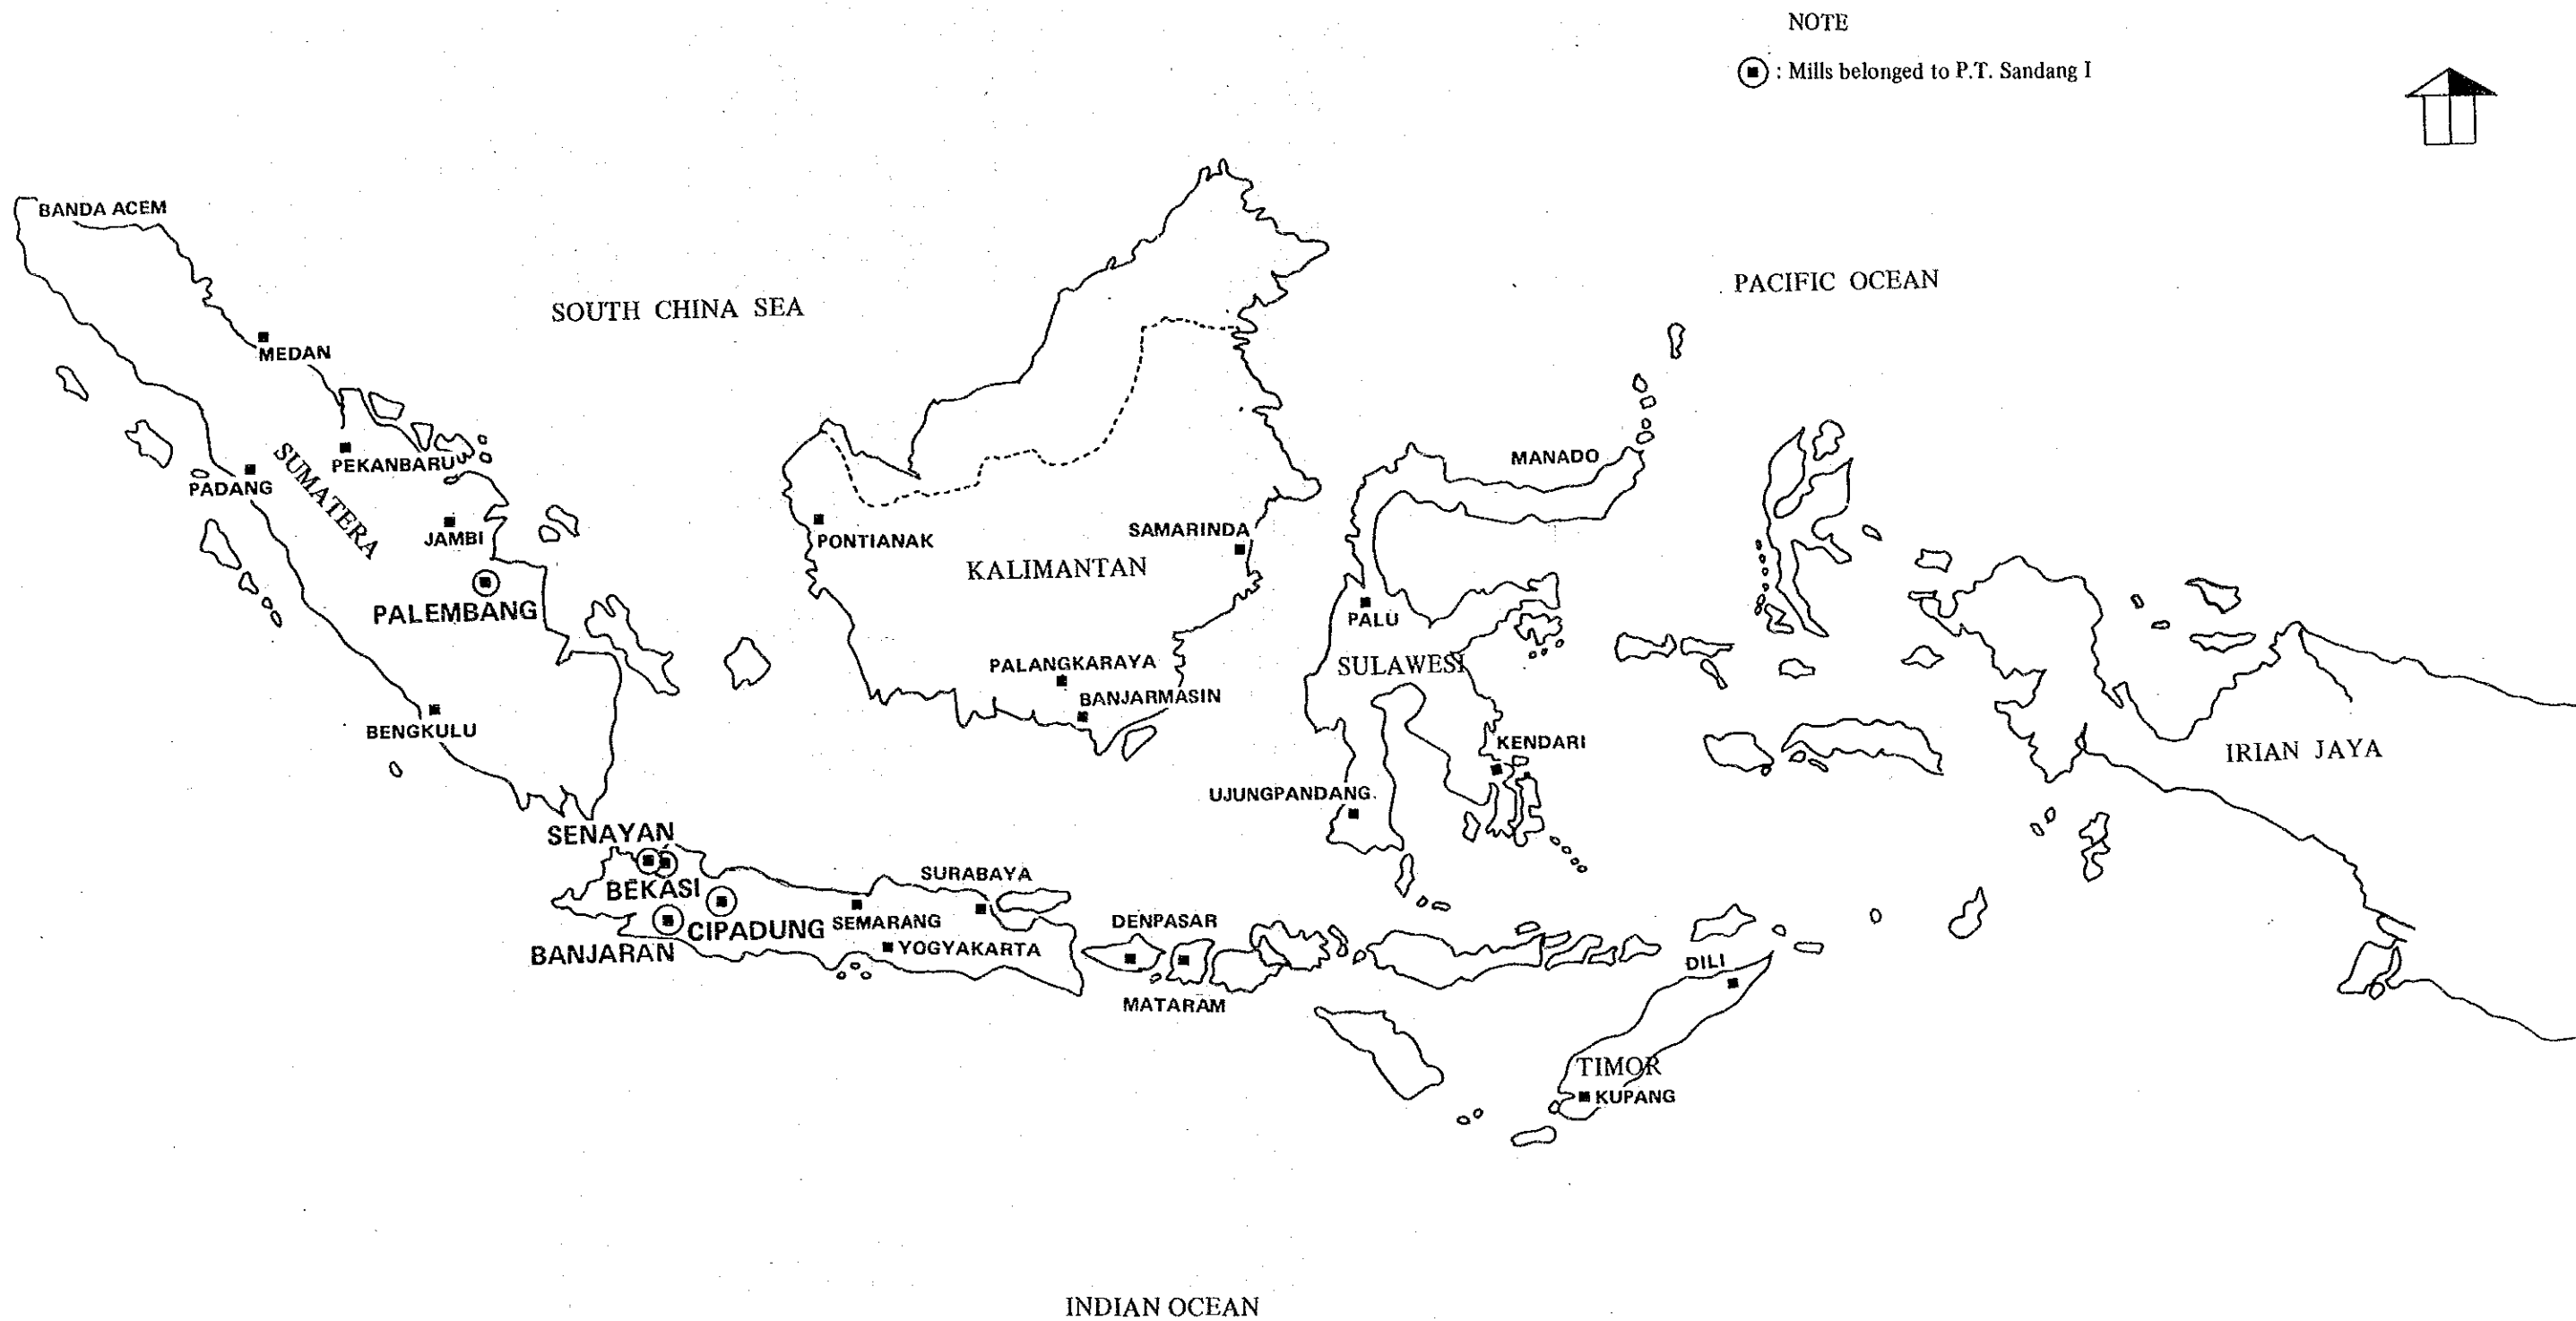 NOTE
: Mills belonged to P.T. Sandang I
BANDA ACEM
PACIFIC OCEAN
SOUTH CHINA SEA
MEDAN
MANADO
PEKANBARU
SUMATERA
PADANG
SAMARINDA
JAMBI
PONTIANAK
KALIMANTAN
PALEMBANG
PALU
PALANGKARAYA
SULAWESI
BANJARMASIN
BENGKULU
KENDARI
IRIAN JAYA
UJUNGPANDANG
SENAYAN
SURABAYA
BEKASI
SEMARANG
DENPASAR
CIPADUNG
YOGYAKARTA
BANJARAN
DILI
MATARAM
TIMOR
KUPANG
INDIAN OCEAN